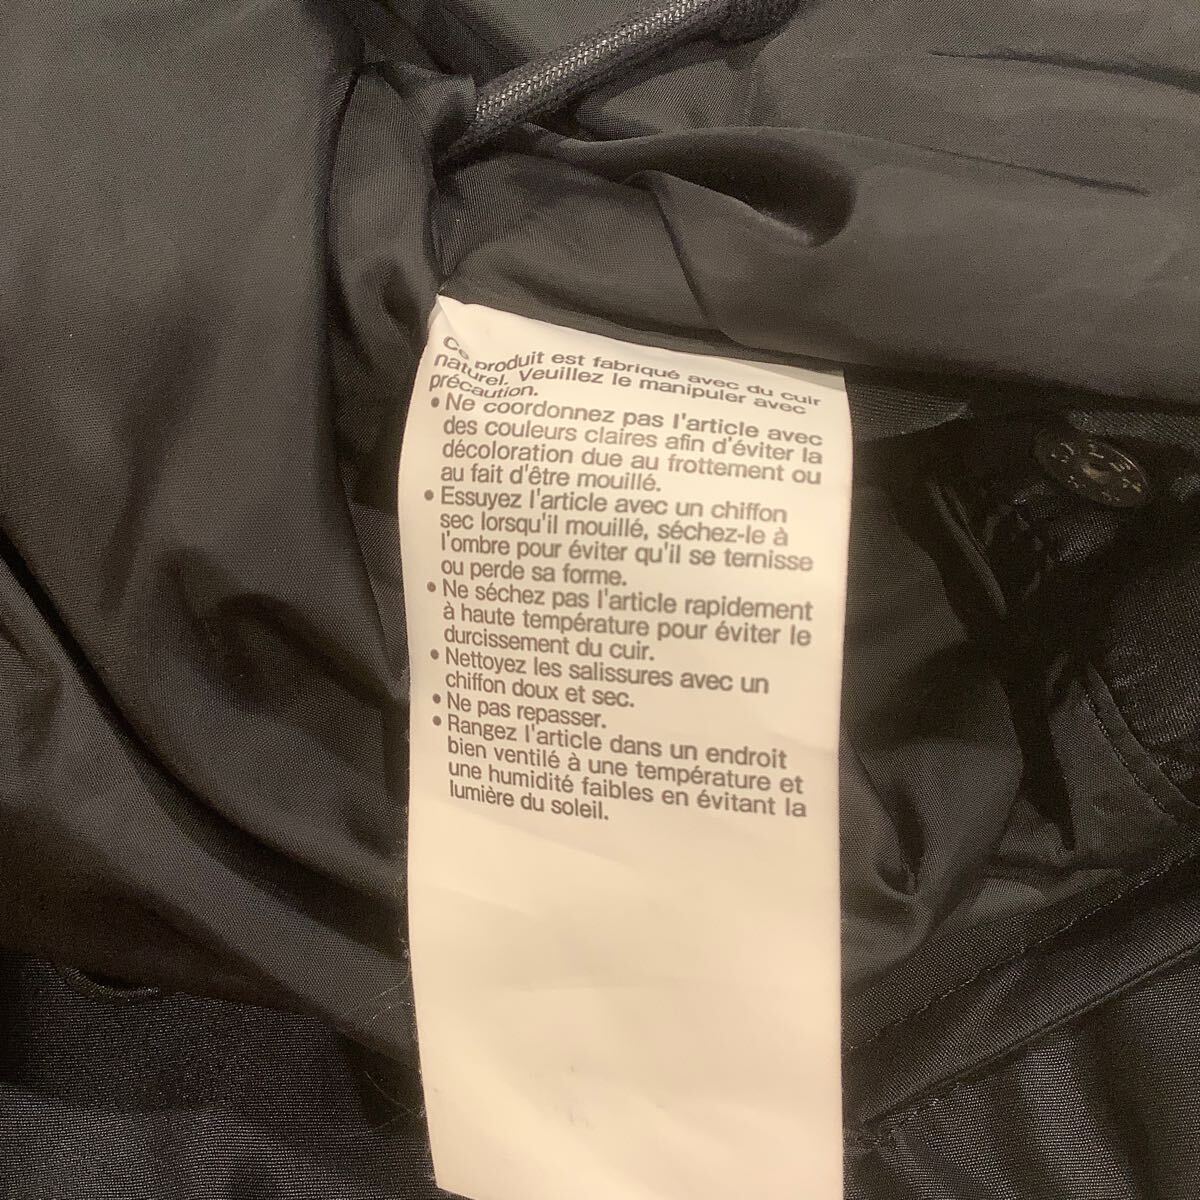 Ce produit est fabriqué avec du cuir
naturel. Veuillez le manipuler avec
précaution.
• Ne coordonnez pas l'article avec
des couleurs claires afin d'éviter la
décoloration due au frottement ou
au fait d'être mouillé.
• Essuyez l'article avec un chiffon
sec lorsqu'il mouillé, séchez-le à
l'ombre pour éviter qu'il se ternisse
ou perde sa forme.
• Ne séchez pas l'article rapidement
à haute température pour éviter le
durcissement du cuir.
• Nettoyez les salissures avec un
chiffon doux et sec.
• Ne pas repasser.
• Rangez l'article dans un endroit
bien ventilé à une température et
une humidité faibles en évitant la
lumière du soleil.